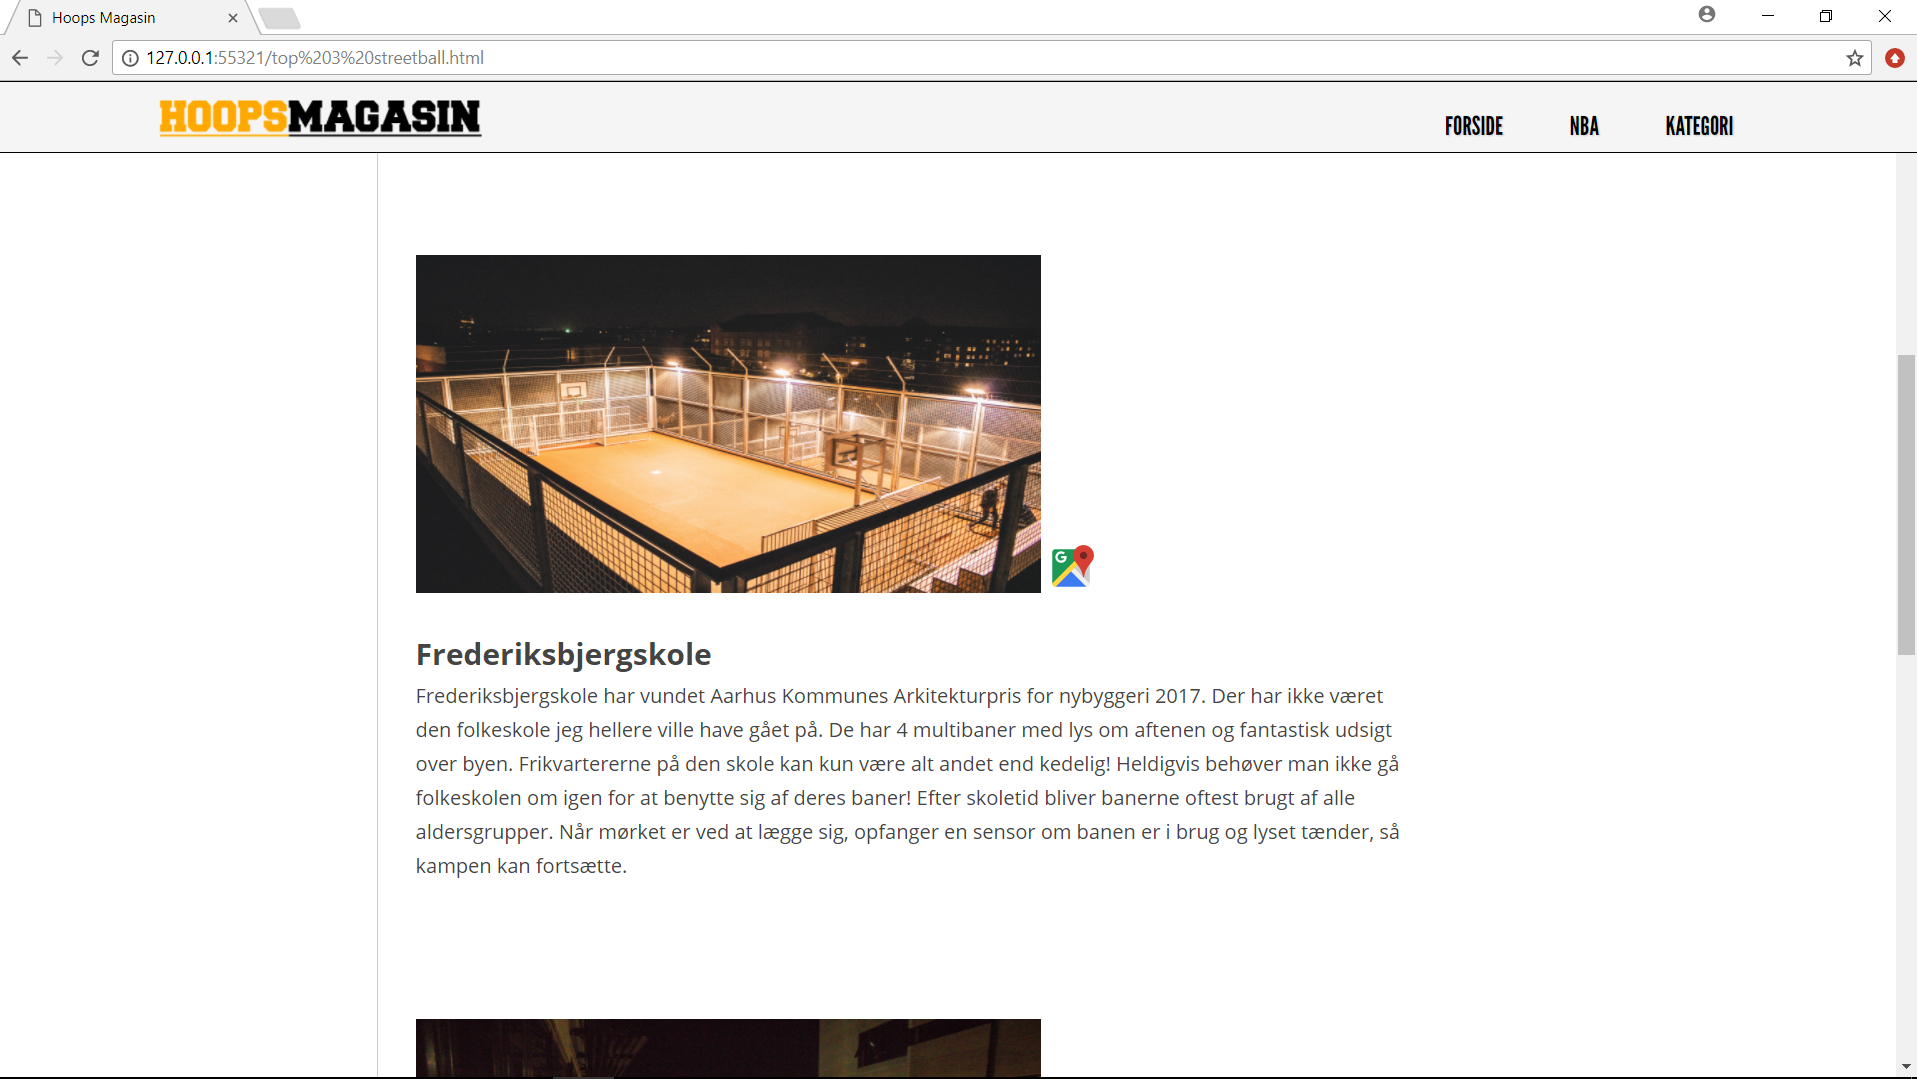 Hoops Magasin
127.0.0.1:55321/top%203%20streetball.html
HOOPSMAGASIN
FORSIDE
NBA
KATEGORI
G
Frederiksbjergskole
Frederiksbjergskole har vundet Aarhus Kommunes Arkitekturpris for nybyggeri 2017. Der har ikke været
den folkeskole jeg hellere ville have gået på. De har 4 multibaner med lys om aftenen og fantastisk udsigt
over byen. Frikvartererne på den skole kan kun være alt andet end kedelig! Heldigvis behøver man ikke gå
folkeskolen om igen for at benytte sig af deres baner! Efter skoletid bliver banerne oftest brugt af alle
aldersgrupper. Når mørket er ved at lægge sig, opfanger en sensor om banen er i brug og lyset tænder, så
kampen kan fortsætte.